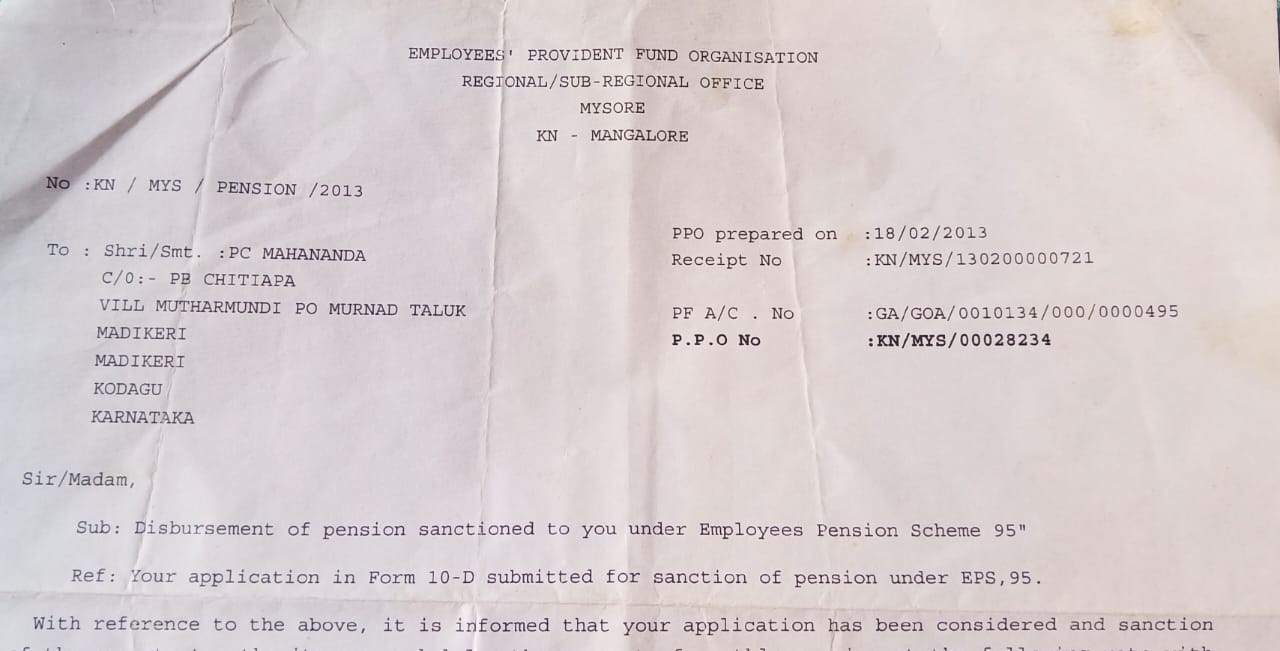 EMPLOYEES' PROVIDENT FUND ORGANISATION
REGIONAL/SUB-REGIONAL OFFICE
MYSORE
KN - MANGALORE
No :KN / MYS / PENSION /2013
PPO prepared on :18/02/2013
To : Shri/Smt. :PC MAHANANDA
Receipt No :KN/MYS/130200000721
C/0:- PB CHITIAPA
VILL MUTHARMUNDI PO MURNAD TALUK
PF A/C . No :GA/GOA/0010134/000/0000495
MADIKERI
P.P.O No :KN/MYS/00028234
MADIKERI
KODAGU
KARNATAKA
Sir/Madam,
Sub: Disbursement of pension sanctioned to you under Employees Pension Scheme 95"
Ref: Your application in Form 10-D submitted for sanction of pension under EPS,95.
With reference to the above, it is informed that your application has been considered and sanction